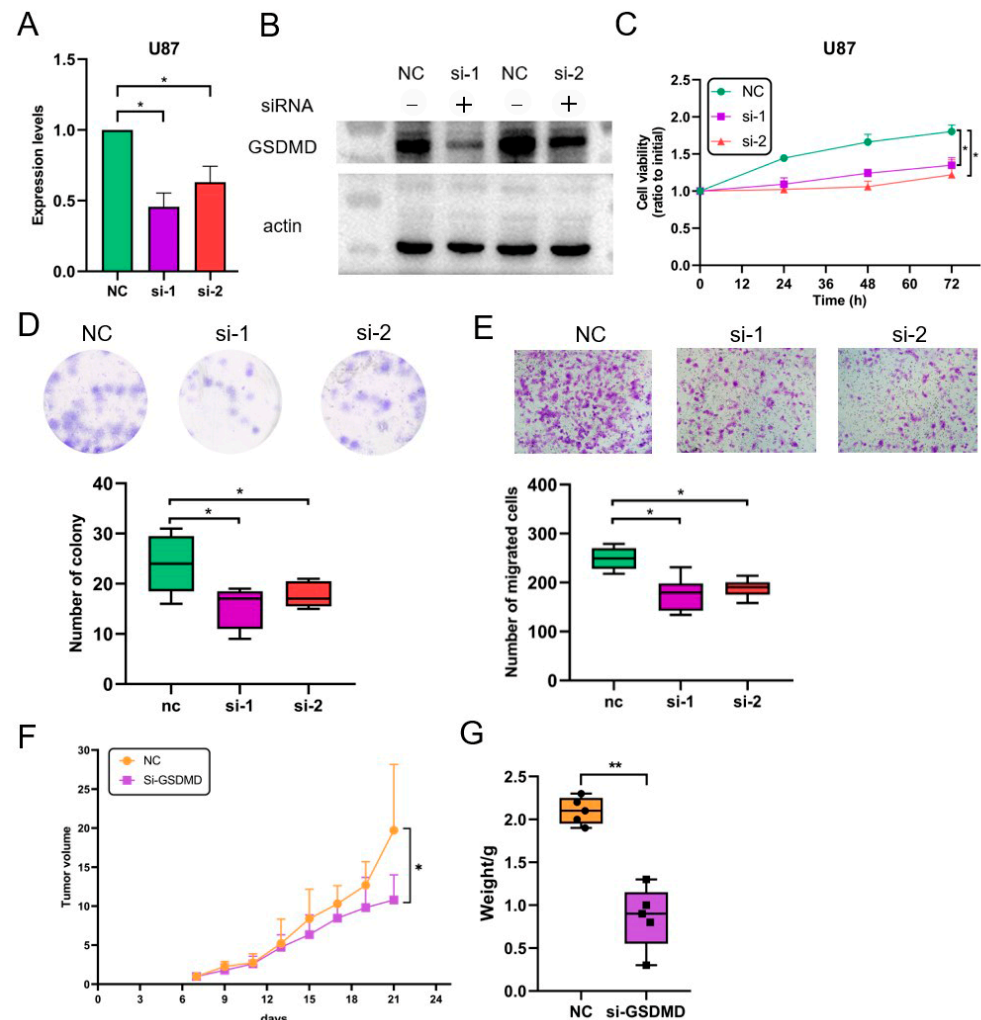 A
U87
Expression levels
1.5
1.0
0.5
0.0
*
*
NC si-1 si-2
B
NC si-1 NC si-2
siRNA − + − +
GSDMD
actin
C
U87
Cell viability
(ratio to initial)
2.5
2.0
1.5
1.0
0.5
0.0
NC
si-1
si-2
*
*
0 12 24 36 48 60 72
Time (h)
D
NC si-1 si-2
Number of colony
40
30
20
10
0
*
*
nc si-1 si-2
E
NC si-1 si-2
Number of migrated cells
400
300
200
100
0
*
*
nc si-1 si-2
F
Tumor volume
30
25
20
15
10
5
0
NC
Si-GSDMD
*
0 3 6 9 12 15 18 21 24
days
G
Weight/g
2.5
2.0
1.5
1.0
0.5
0.0
**
NC si-GSDMD